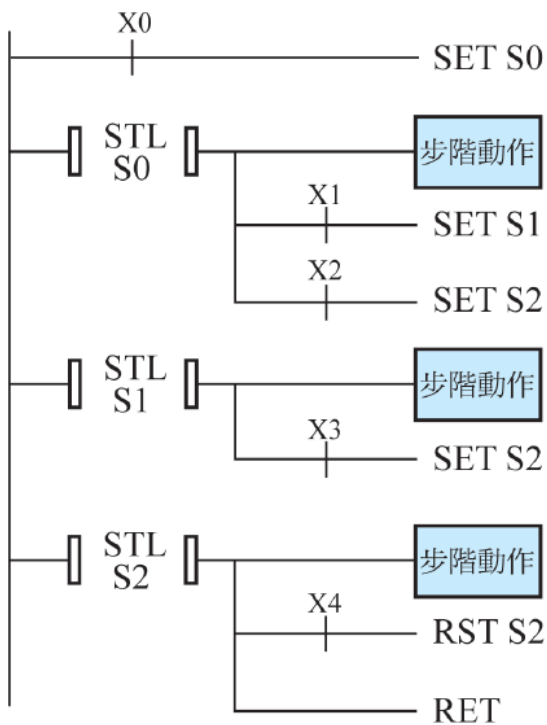 X0
SET S0
STL
S0
步階動作
X1
SET S1
X2
SET S2
STL
S1
步階動作
X3
SET S2
STL
S2
步階動作
X4
RST S2
RET